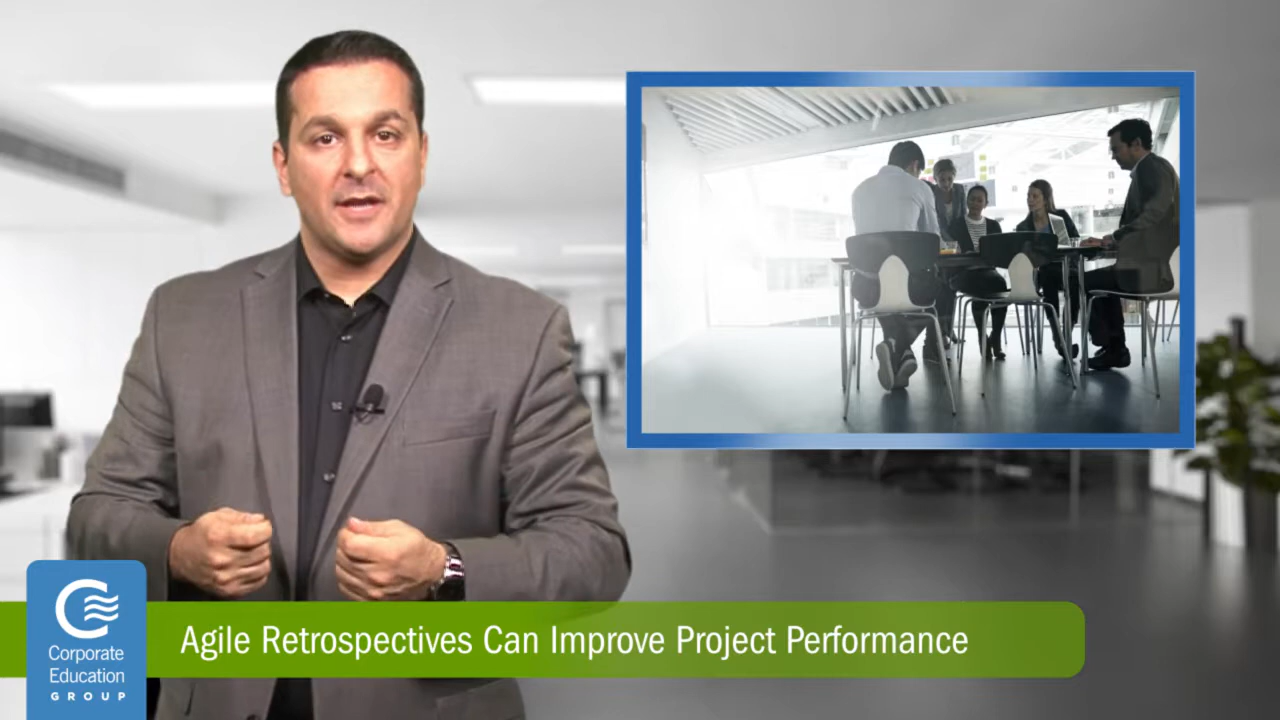 Agile Retrospectives Can Improve Project Performance
Corporate
Education
GROUP